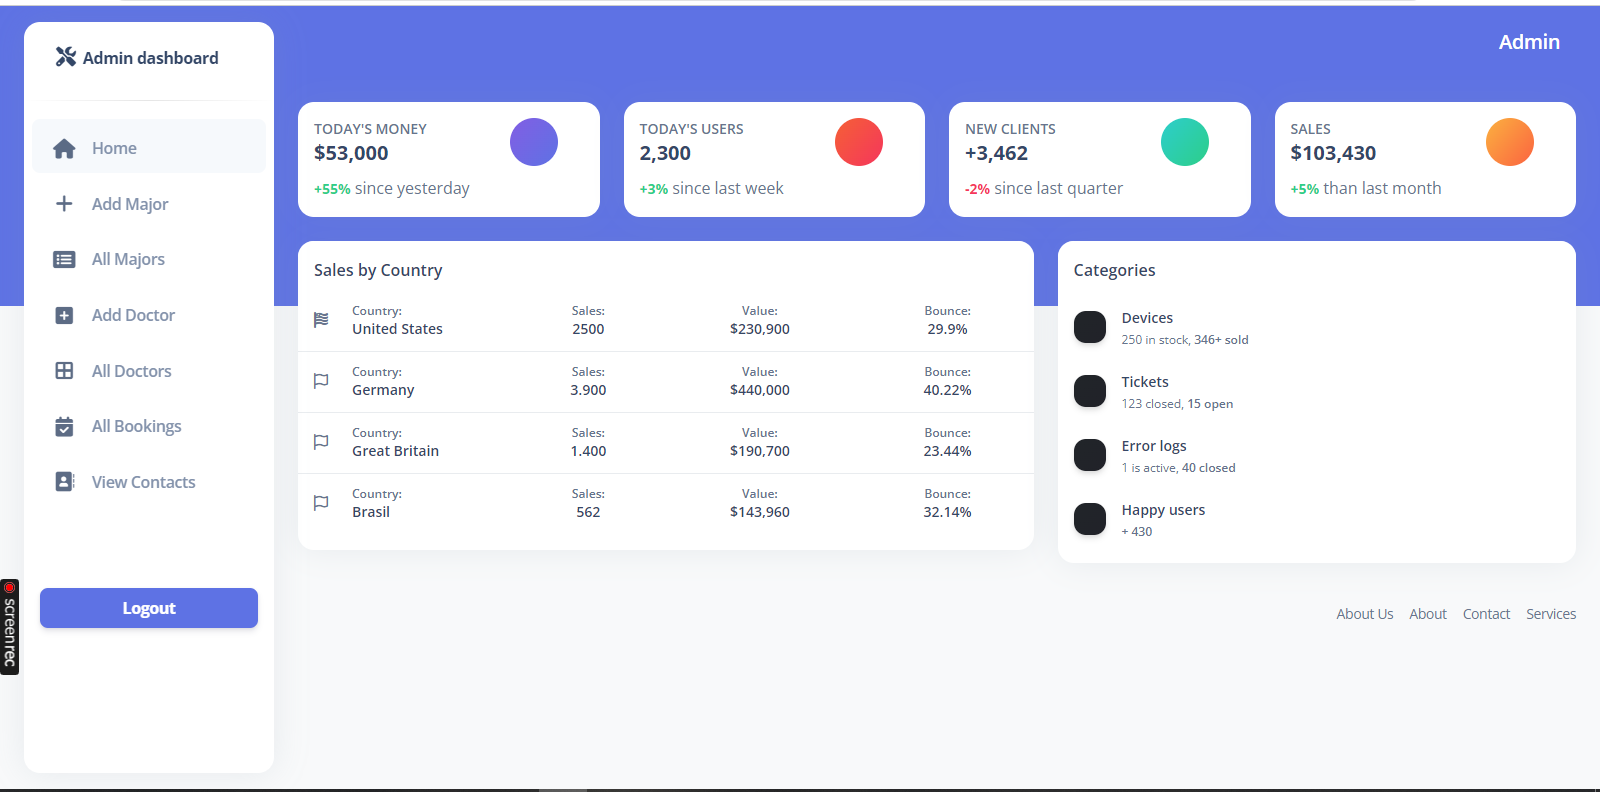 Admin dashboard
Home
Add Major
All Majors
Add Doctor
All Doctors
All Bookings
View Contacts
Logout
screenrec
Admin
TODAY'S MONEY
$53,000
+55% since yesterday
TODAY'S USERS
2,300
+3% since last week
NEW CLIENTS
+3,462
-2% since last quarter
SALES
$103,430
+5% than last month
Sales by Country
Country: Sales: Value: Bounce:
United States 2500 $230,900 29.9%
Country: Sales: Value: Bounce:
Germany 3.900 $440,000 40.22%
Country: Sales: Value: Bounce:
Great Britain 1.400 $190,700 23.44%
Country: Sales: Value: Bounce:
Brasil 562 $143,960 32.14%
Categories
Devices
250 in stock, 346+ sold
Tickets
123 closed, 15 open
Error logs
1 is active, 40 closed
Happy users
+ 430
About Us About Contact Services